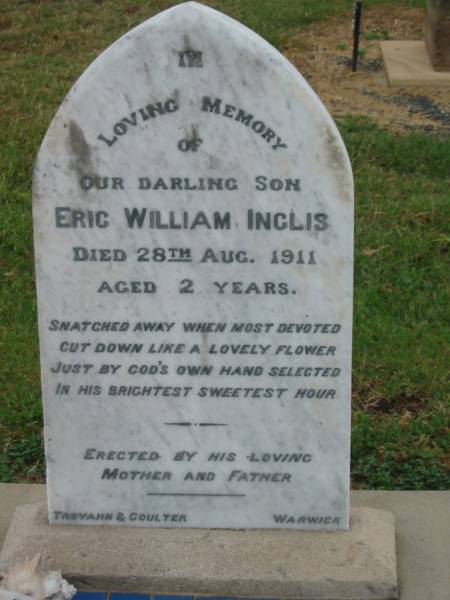 IN
LOVING MEMORY
OF
OUR DARLING SON
ERIC WILLIAM INGLIS
DIED 28TH AUG. 1911
AGED 2 YEARS.
SNATCHED AWAY WHEN MOST DEVOTED
CUT DOWN LIKE A LOVELY FLOWER
JUST BY GOD'S OWN HAND SELECTED
IN HIS BRIGHTEST SWEETEST HOUR
ERECTED BY HIS LOVING
MOTHER AND FATHER
TROYAHN & COULTER WARWICK